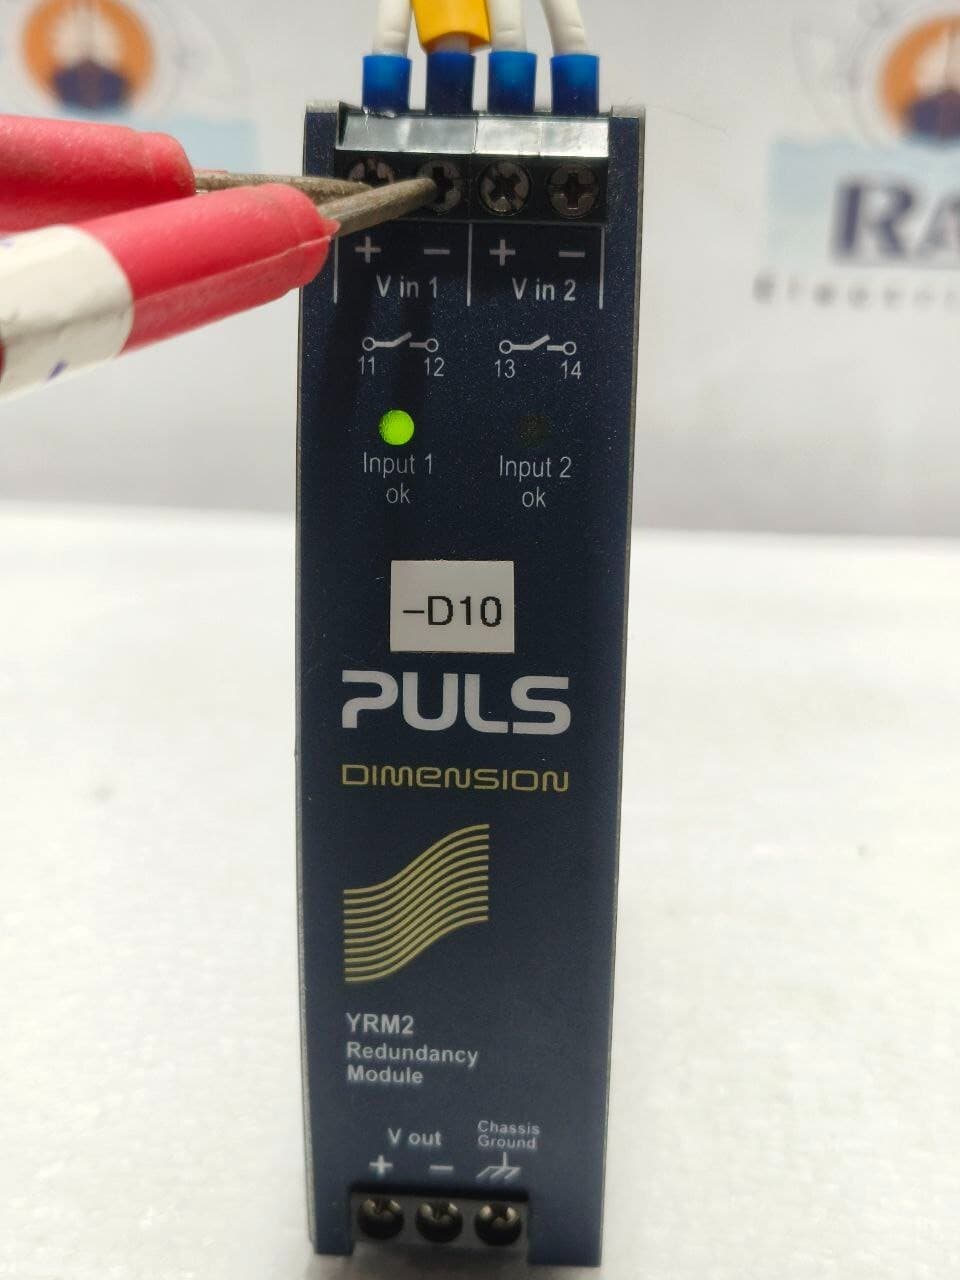 + − + −
V in 1 V in 2
11 12 13 14
Input 1 Input 2
ok ok
–D10
PULS
DIMENSION
YRM2
Redundancy
Module
V out Chassis
Ground
+ −
RA